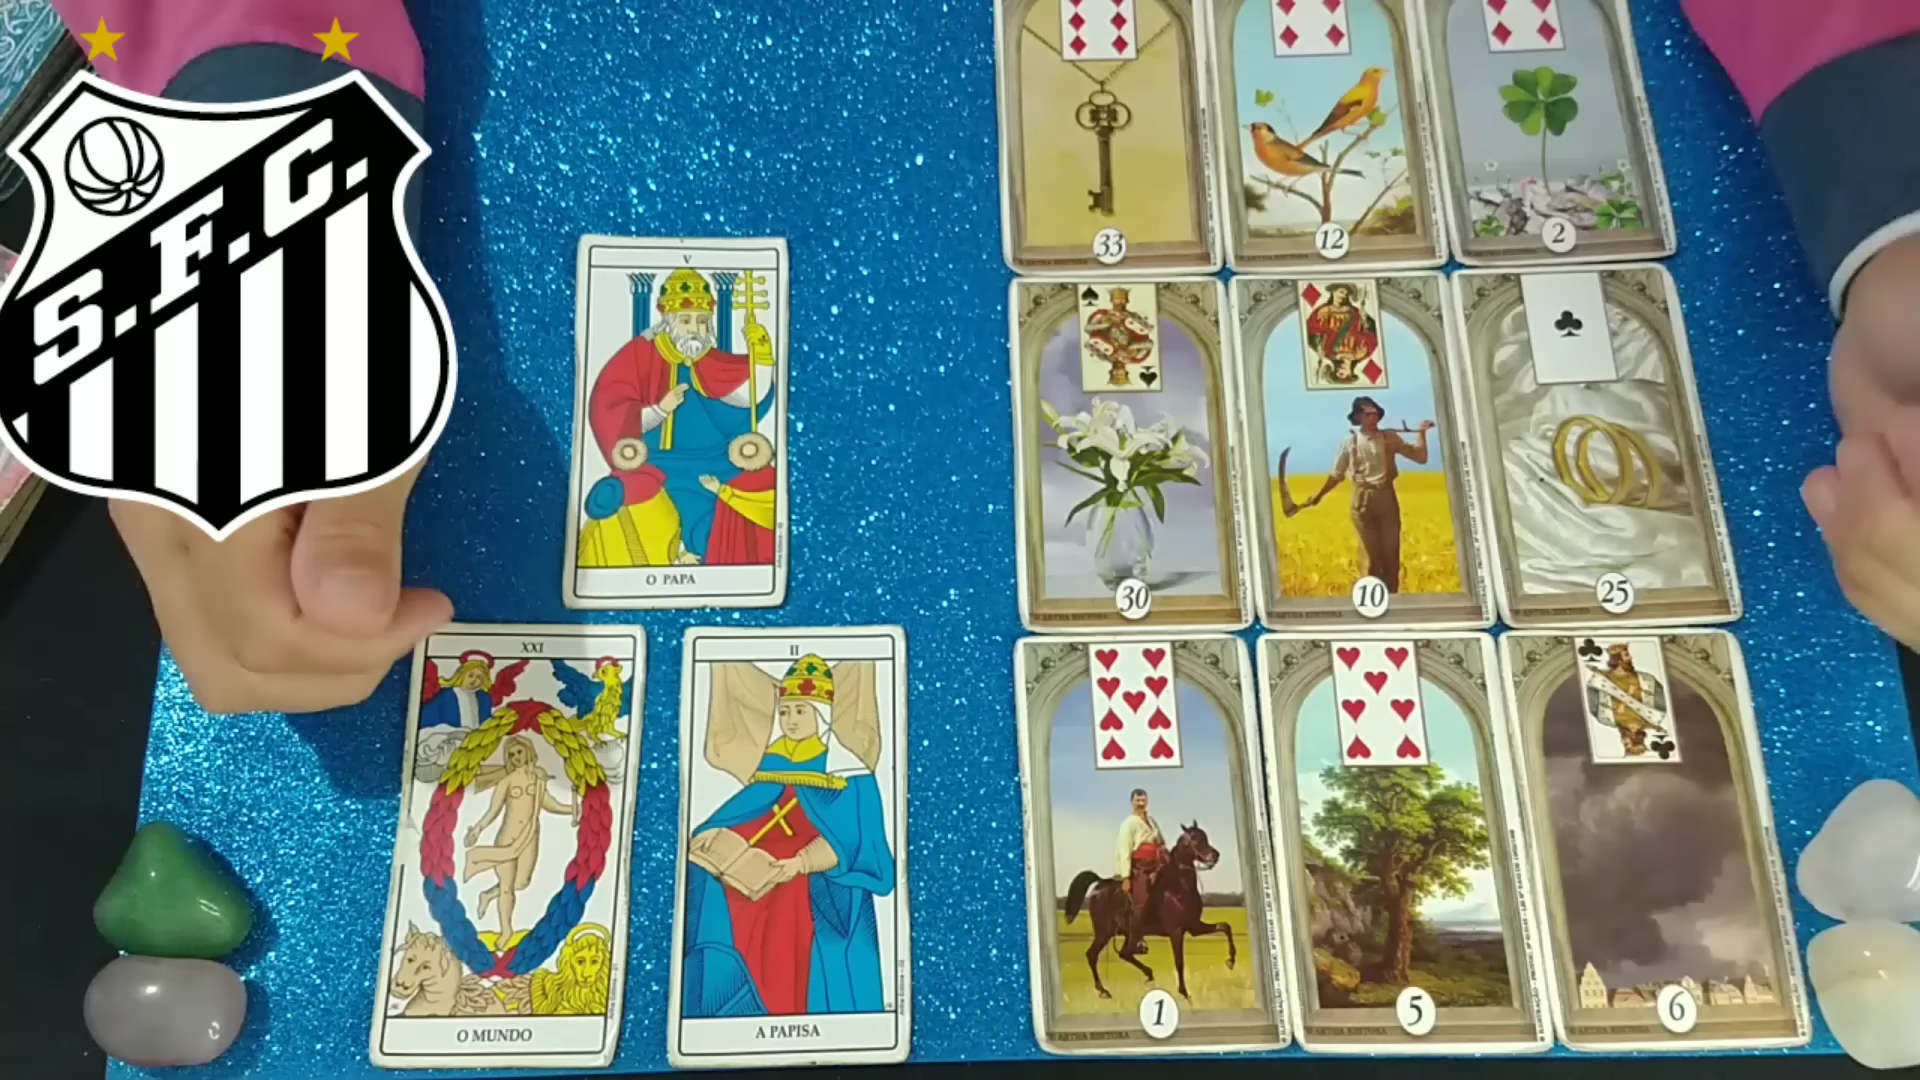 S.F.C.
33
12
2
V
O PAPA
30
10
25
XXI
O MUNDO
II
A PAPISA
1
5
6